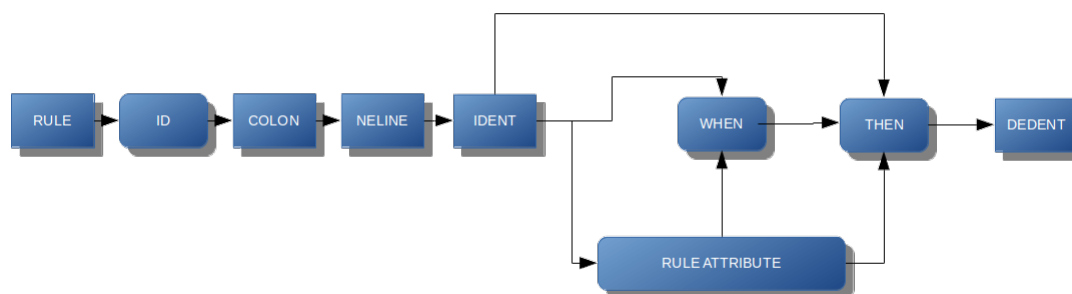 RULE
ID
COLON
NELINE
IDENT
WHEN
THEN
DEDENT
RULE ATTRIBUTE